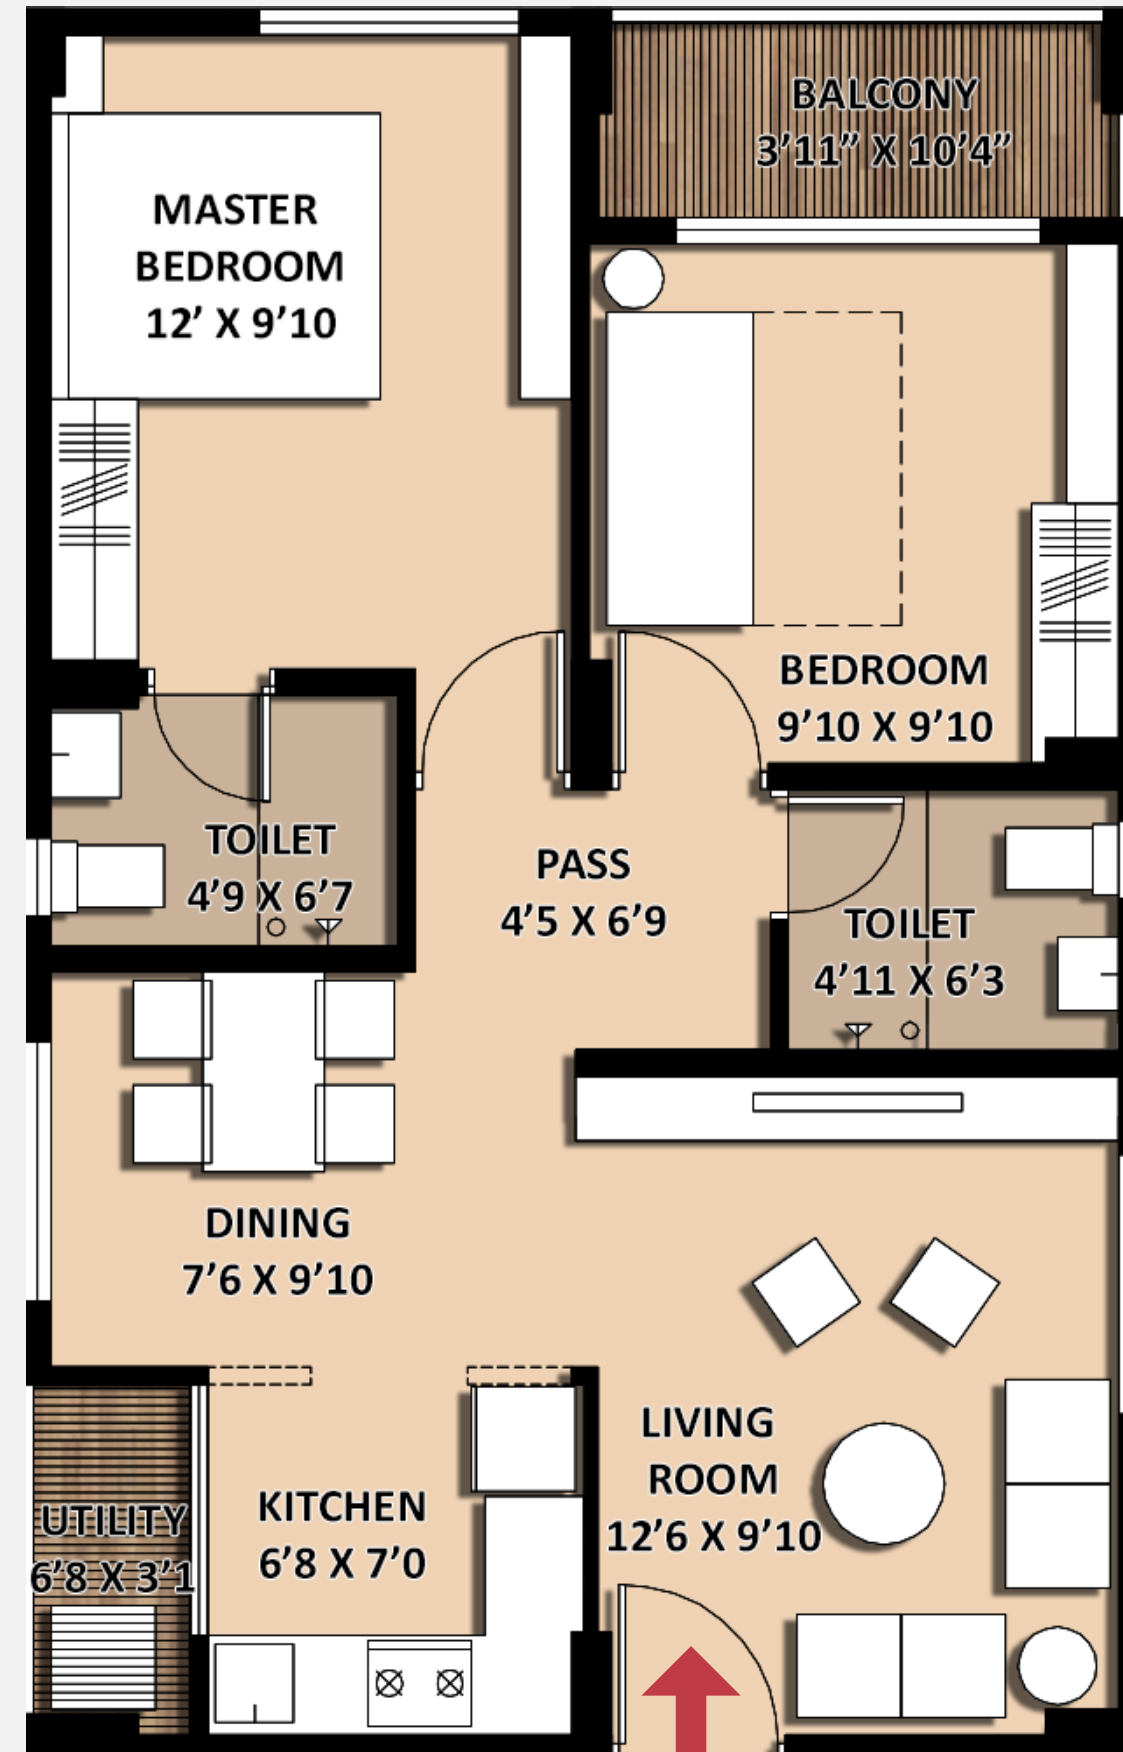 BALCONY
3’11” X 10’4”
MASTER
BEDROOM
12’ X 9’10
BEDROOM
9’10 X 9’10
TOILET
4’9 X 6’7
PASS
4’5 X 6’9
TOILET
4’11 X 6’3
DINING
7’6 X 9’10
LIVING
ROOM
12’6 X 9’10
KITCHEN
6’8 X 7’0
UTILITY
6’8 X 3’1